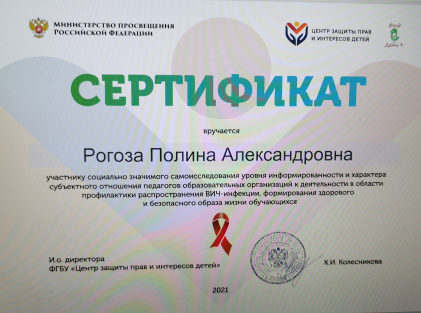 Министерство просвещения
Российской Федерации
ЦЕНТР ЗАЩИТЫ ПРАВ
И ИНТЕРЕСОВ ДЕТЕЙ
СЕРТИФИКАТ
вручается
Рогоза Полина Александровна
участнику социально значимого самоисследования уровня информированности и характера
субъектного отношения педагогов образовательных организаций к деятельности в области
профилактики распространения ВИЧ-инфекции, формирования здорового
и безопасного образа жизни обучающихся
И.о. директора
ФГБУ «Центр защиты прав и интересов детей»
К.И. Колесникова
2021